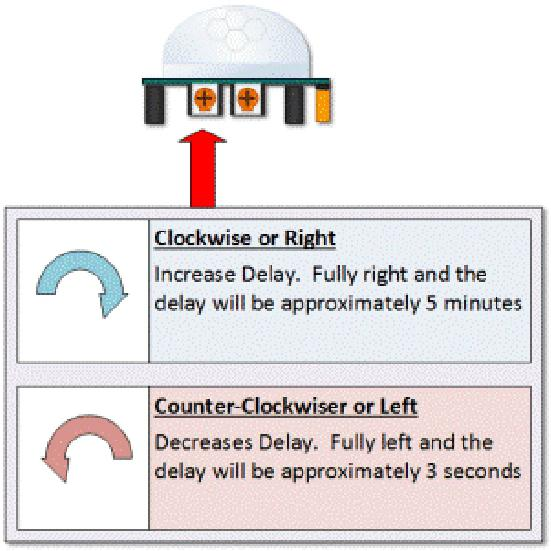 Clockwise or Right
Increase Delay.  Fully right and the
delay will be approximately 5 minutes
Counter-Clockwiser or Left
Decreases Delay.  Fully left and the
delay will be approximately 3 seconds